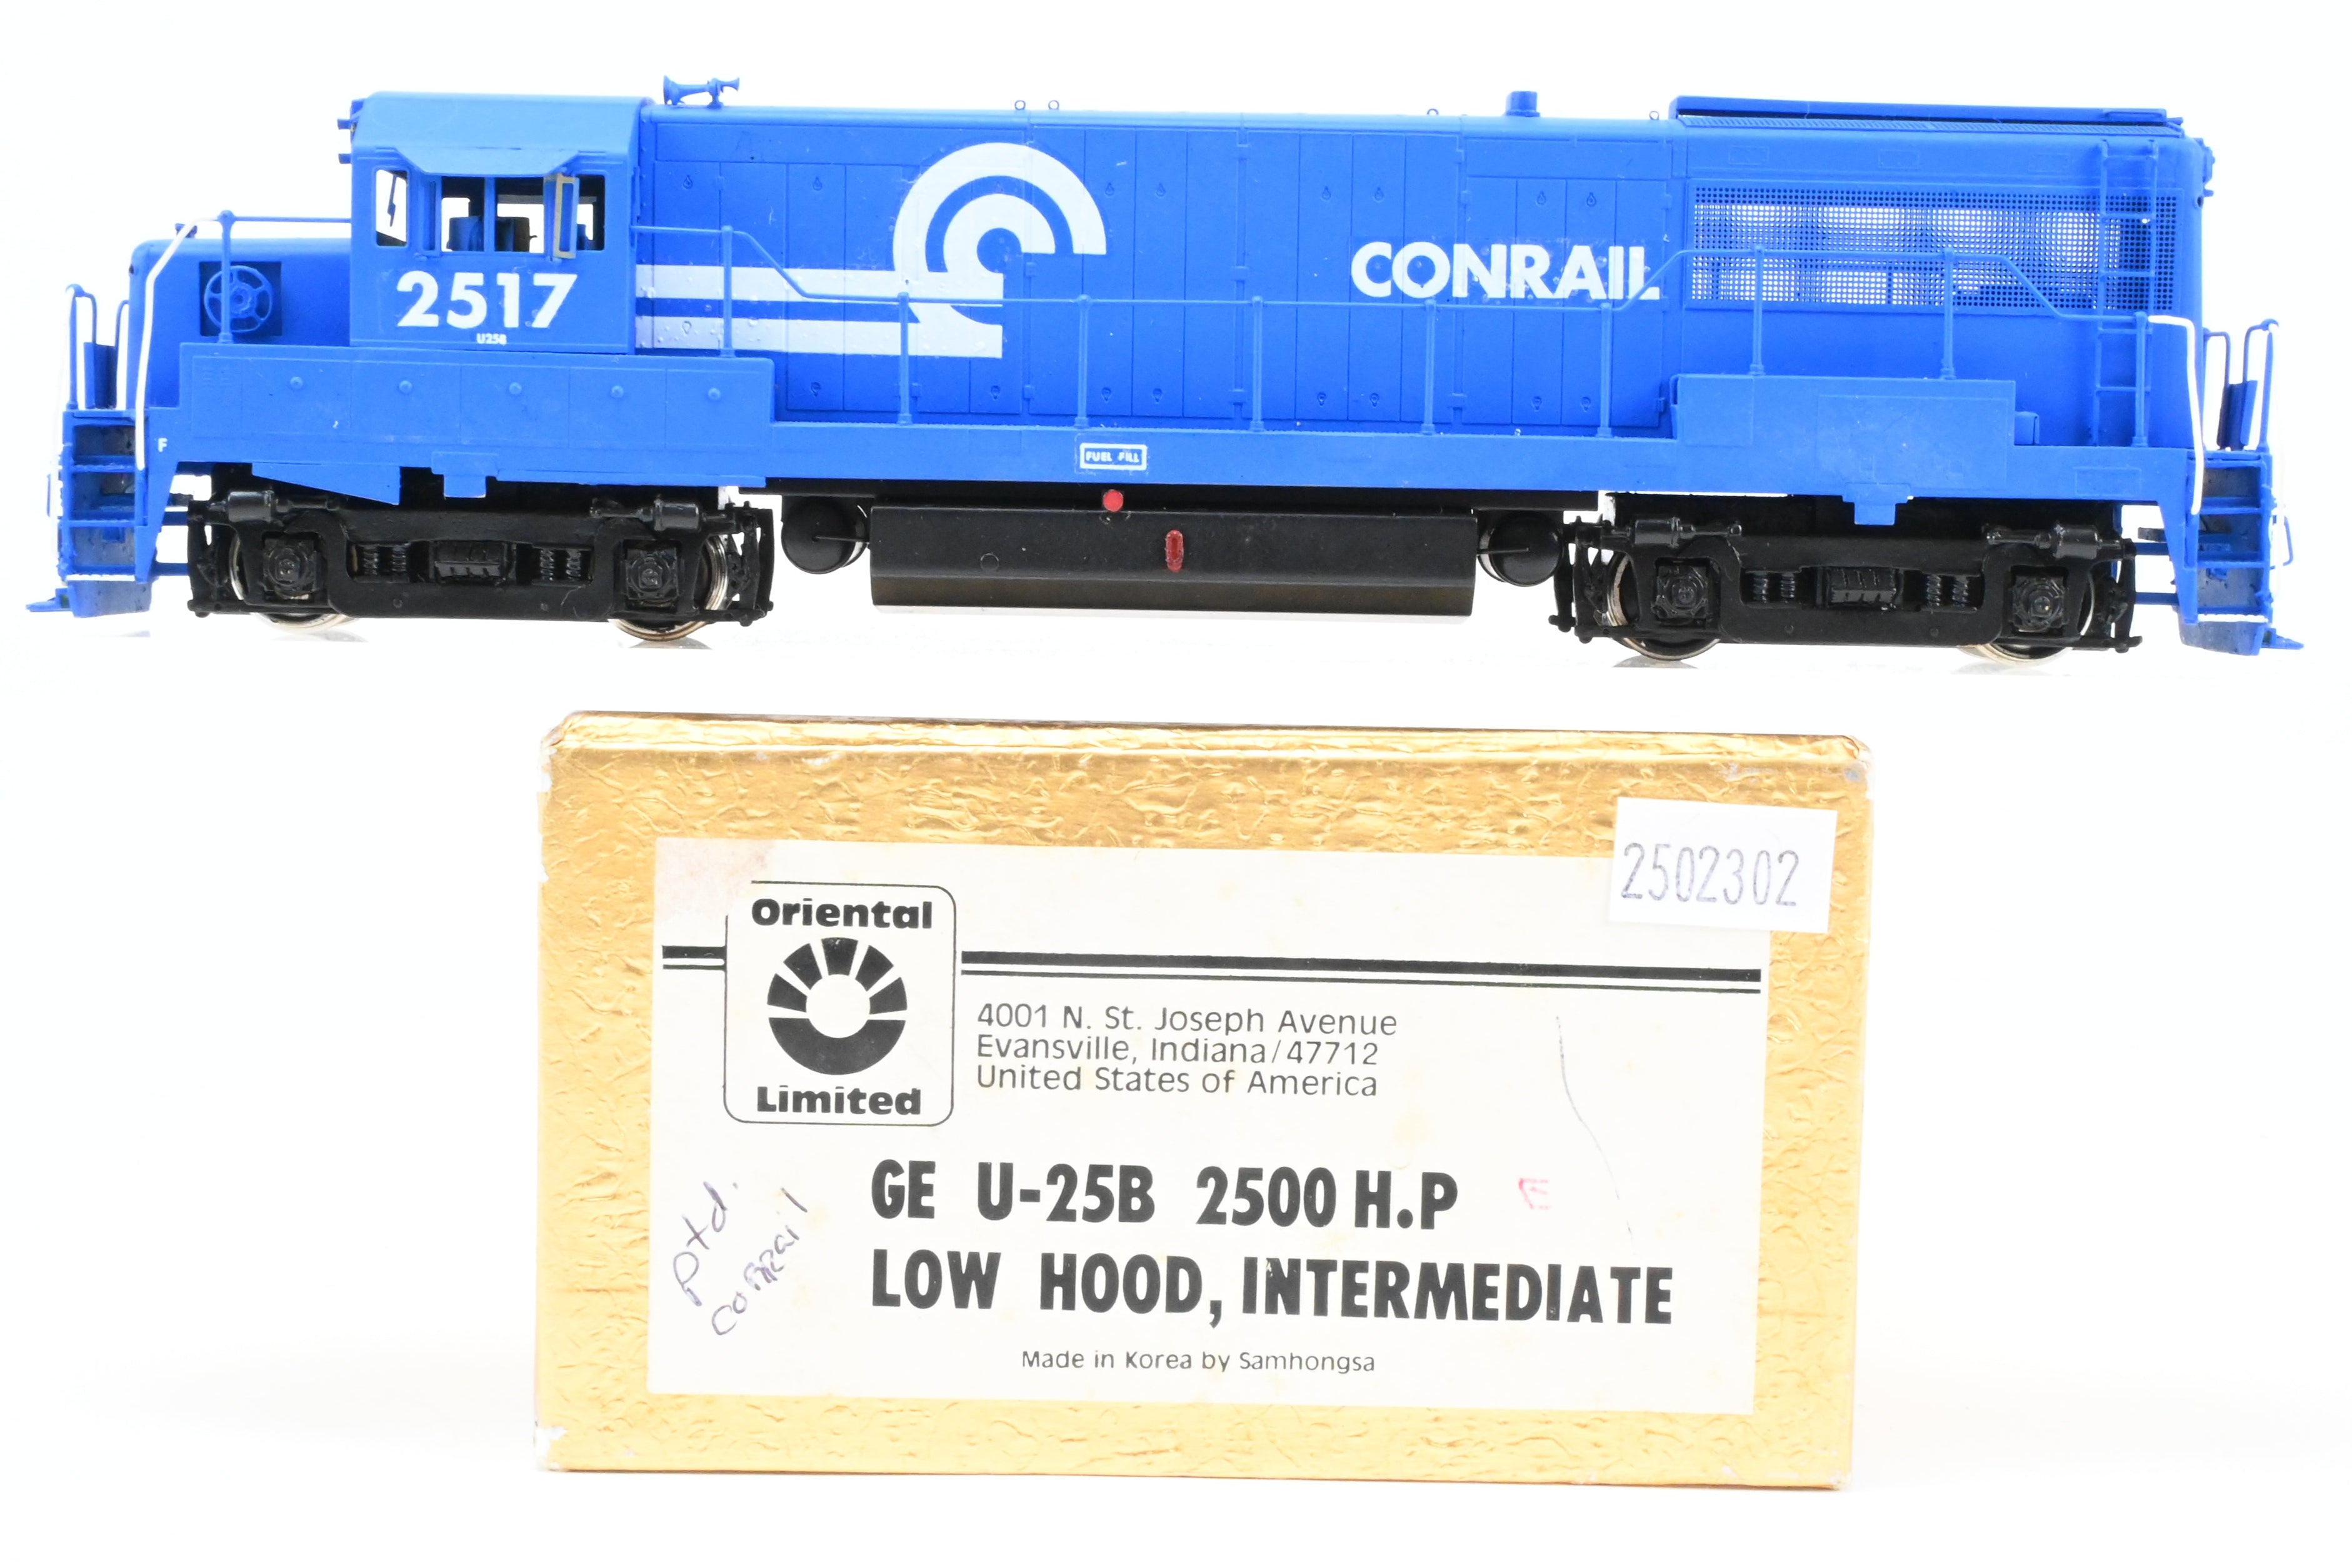 2517
U25B
CONRAIL
F
FUEL FILL
2502302
Oriental
Limited
4001 N. St. Joseph Avenue
Evansville, Indiana/47712
United States of America
GE U-25B 2500 H.P
E
LOW HOOD, INTERMEDIATE
Ptd.
conrail
Made in Korea by Samhongsa